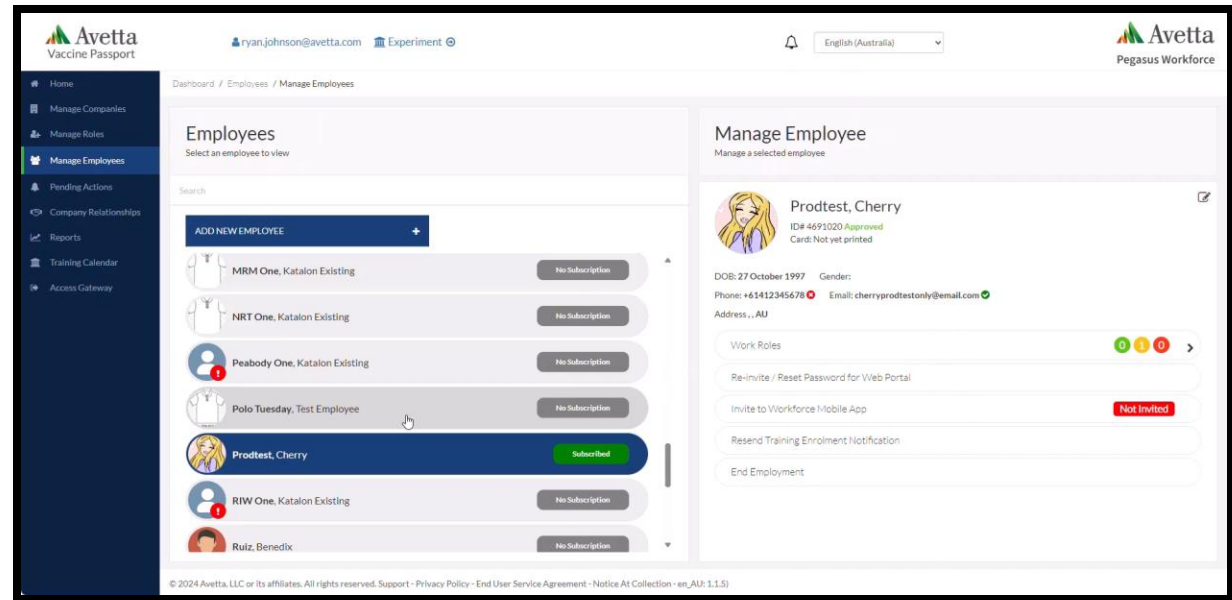 Avetta
Vaccine Passport
ryan.johnson@avetta.com Experiment
English (Australia)
Avetta
Pegasus Workforce
Home
Manage Companies
Manage Roles
Manage Employees
Pending Actions
Company Relationships
Reports
Training Calendar
Access Gateway
Dashboard / Employees / Manage Employees
Employees
Select an employee to view
Search
ADD NEW EMPLOYEE +
MRM One, Katalon Existing No Subscription
NRT One, Katalon Existing No Subscription
Peabody One, Katalon Existing No Subscription
Polo Tuesday, Test Employee No Subscription
Prodtest, Cherry Subscribed
RIW One, Katalon Existing No Subscription
Ruiz, Benedix No Subscription
Manage Employee
Manage a selected employee
Prodtest, Cherry
ID# 4691020 Approved
Card: Not yet printed
DOB: 27 October 1997 Gender:
Phone: +61412345678 Email: cherryprodtestonly@email.com
Address , , AU
Work Roles 0 1 0
Re-invite / Reset Password for Web Portal
Invite to Workforce Mobile App Not Invited
Resend Training Enrolment Notification
End Employment
© 2024 Avetta, LLC or its affiliates. All rights reserved. Support - Privacy Policy - End User Service Agreement - Notice At Collection - en_AU: 1.1.5)